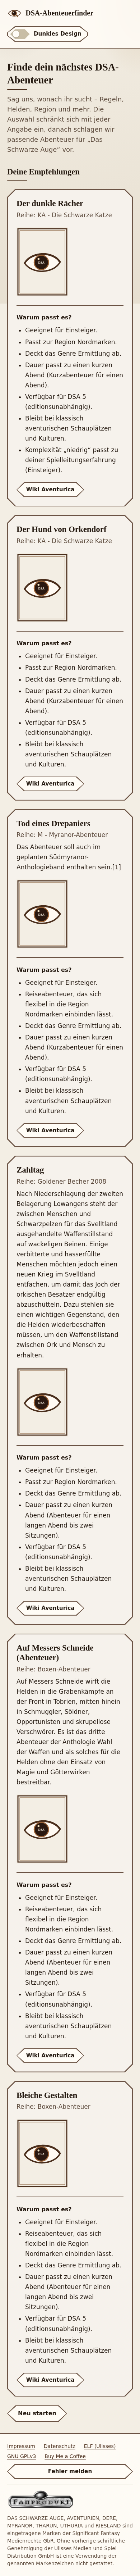 DSA-Abenteuerfinder
Dunkles Design
Finde dein nächstes DSA-
Abenteuer
Sag uns, wonach ihr sucht – Regeln,
Helden, Region und mehr. Die
Auswahl schränkt sich mit jeder
Angabe ein, danach schlagen wir
passende Abenteuer für „Das
Schwarze Auge“ vor.
Deine Empfehlungen
Der dunkle Rächer
Reihe: KA - Die Schwarze Katze
Warum passt es?
• Geeignet für Einsteiger.
• Passt zur Region Nordmarken.
• Deckt das Genre Ermittlung ab.
• Dauer passt zu einem kurzen
Abend (Kurzabenteuer für einen
Abend).
• Verfügbar für DSA 5
(editionsunabhängig).
• Bleibt bei klassisch
aventurischen Schauplätzen
und Kulturen.
• Komplexität „niedrig“ passt zu
deiner Spielleitungserfahrung
(Einsteiger).
Wiki Aventurica
Der Hund von Orkendorf
Reihe: KA - Die Schwarze Katze
Warum passt es?
• Geeignet für Einsteiger.
• Passt zur Region Nordmarken.
• Deckt das Genre Ermittlung ab.
• Dauer passt zu einem kurzen
Abend (Kurzabenteuer für einen
Abend).
• Verfügbar für DSA 5
(editionsunabhängig).
• Bleibt bei klassisch
aventurischen Schauplätzen
und Kulturen.
Wiki Aventurica
Tod eines Drepaniers
Reihe: M - Myranor-Abenteuer
Das Abenteuer soll auch im
geplanten Südmyranor-
Anthologieband enthalten sein.[1]
Warum passt es?
• Geeignet für Einsteiger.
• Reiseabenteuer, das sich
flexibel in die Region
Nordmarken einbinden lässt.
• Deckt das Genre Ermittlung ab.
• Dauer passt zu einem kurzen
Abend (Kurzabenteuer für einen
Abend).
• Verfügbar für DSA 5
(editionsunabhängig).
• Bleibt bei klassisch
aventurischen Schauplätzen
und Kulturen.
Wiki Aventurica
Zahltag
Reihe: Goldener Becher 2008
Nach Niederschlagung der zweiten
Belagerung Lowangens steht der
zwischen Menschen und
Schwarzpelzen für das Svelltland
ausgehandelte Waffenstillstand
auf wackeligen Beinen. Einige
verbitterte und hasserfüllte
Menschen möchten jedoch einen
neuen Krieg im Svelltland
entfachen, um damit das Joch der
orkischen Besatzer endgültig
abzuschütteln. Dazu stehlen sie
einen wichtigen Gegenstand, den
die Helden wiederbeschaffen
müssen, um den Waffenstillstand
zwischen Ork und Mensch zu
erhalten.
Warum passt es?
• Geeignet für Einsteiger.
• Passt zur Region Nordmarken.
• Deckt das Genre Ermittlung ab.
• Dauer passt zu einem kurzen
Abend (Abenteuer für einen
langen Abend bis zwei
Sitzungen).
• Verfügbar für DSA 5
(editionsunabhängig).
• Bleibt bei klassisch
aventurischen Schauplätzen
und Kulturen.
Wiki Aventurica
Auf Messers Schneide
(Abenteuer)
Reihe: Boxen-Abenteuer
Auf Messers Schneide wirft die
Helden in die Grabenkämpfe an
der Front in Tobrien, mitten hinein
in Schmuggler, Söldner,
Opportunisten und skrupellose
Verschwörer. Es ist das dritte
Abenteuer der Anthologie Wahl
der Waffen und als solches für die
Helden ohne den Einsatz von
Magie und Götterwirken
bestreitbar.
Warum passt es?
• Geeignet für Einsteiger.
• Reiseabenteuer, das sich
flexibel in die Region
Nordmarken einbinden lässt.
• Deckt das Genre Ermittlung ab.
• Dauer passt zu einem kurzen
Abend (Abenteuer für einen
langen Abend bis zwei
Sitzungen).
• Verfügbar für DSA 5
(editionsunabhängig).
• Bleibt bei klassisch
aventurischen Schauplätzen
und Kulturen.
Wiki Aventurica
Bleiche Gestalten
Reihe: Boxen-Abenteuer
Warum passt es?
• Geeignet für Einsteiger.
• Reiseabenteuer, das sich
flexibel in die Region
Nordmarken einbinden lässt.
• Deckt das Genre Ermittlung ab.
• Dauer passt zu einem kurzen
Abend (Abenteuer für einen
langen Abend bis zwei
Sitzungen).
• Verfügbar für DSA 5
(editionsunabhängig).
• Bleibt bei klassisch
aventurischen Schauplätzen
und Kulturen.
Wiki Aventurica
Neu starten
Impressum Datenschutz ELF (Ulisses)
GNU GPLv3 Buy Me a Coffee
Fehler melden
FANPRODUKT
DAS SCHWARZE AUGE, AVENTURIEN, DERE,
MYRANOR, THARUN, UTHURIA und RIESLAND sind
eingetragene Marken der Significant Fantasy
Medienrechte GbR. Ohne vorherige schriftliche
Genehmigung der Ulisses Medien und Spiel
Distribution GmbH ist eine Verwendung der
genannten Markenzeichen nicht gestattet.